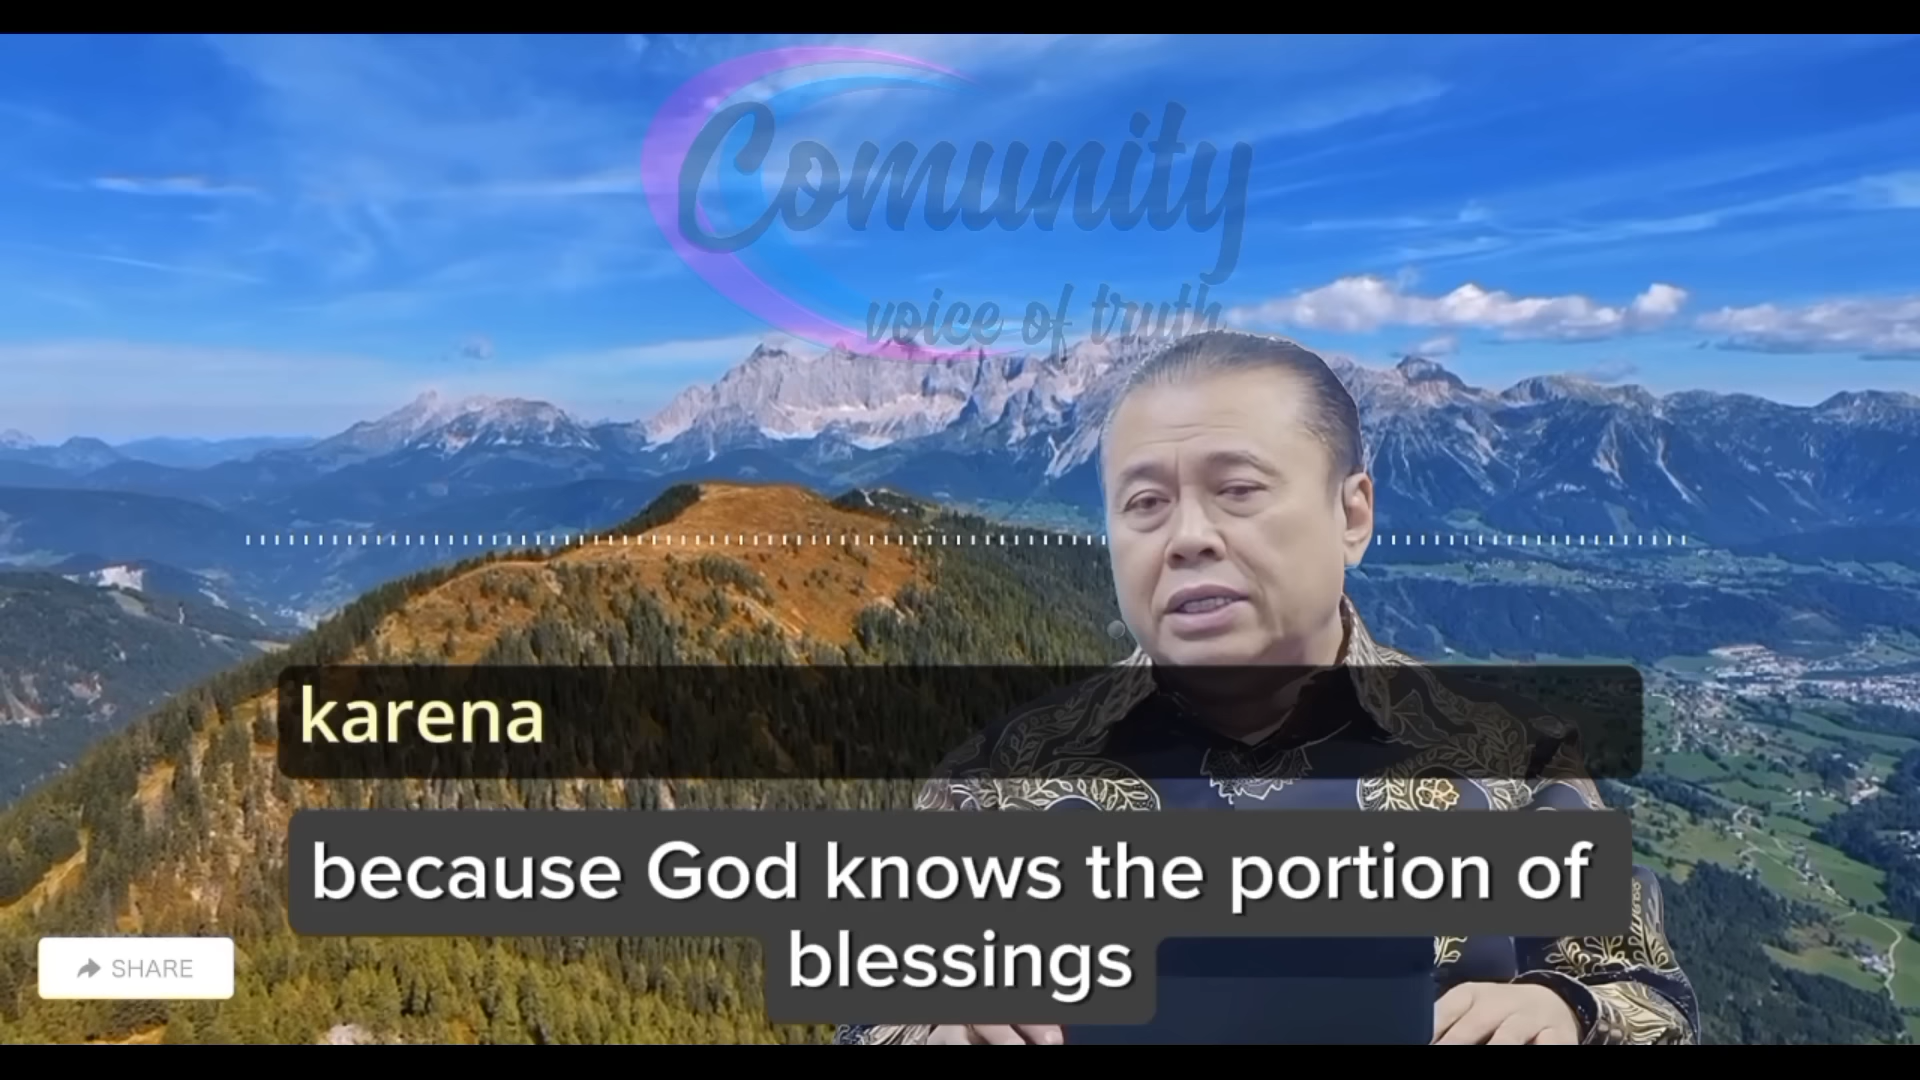 Comunity
voice of truth
karena
because God knows the portion of
blessings
SHARE